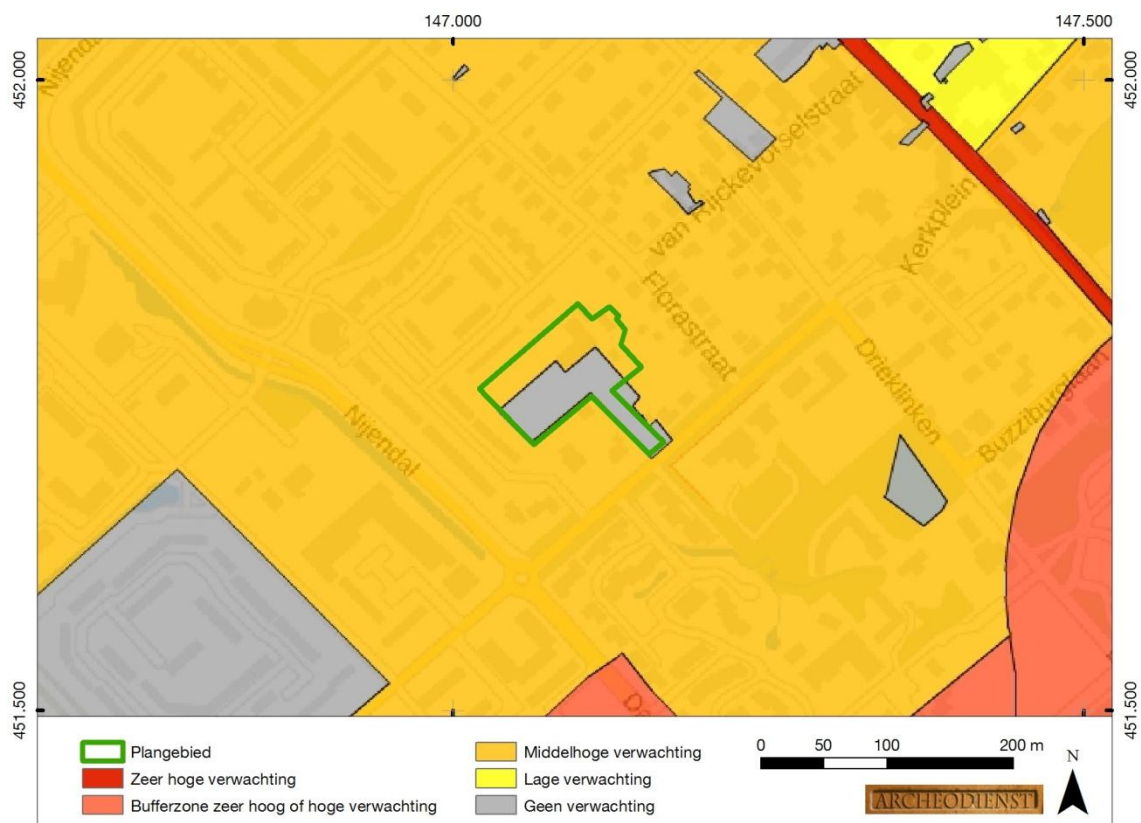 147.000
147.500
452.000
452.000
Nijendal
van Rijckevorselstraat
Kerkplein
Florastraat
Drieklinken
Buzziburglaan
Nijendal
451.500
451.500
Plangebied
Zeer hoge verwachting
Bufferzone zeer hoog of hoge verwachting
Middelhoge verwachting
Lage verwachting
Geen verwachting
0 50 100 200 m
N
ARCHEODIENST